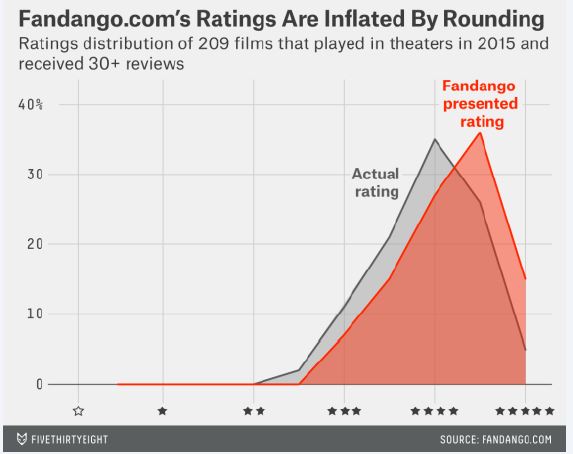 Fandango.com's Ratings Are Inflated By Rounding
Ratings distribution of 209 films that played in theaters in 2015 and
received 30+ reviews
40%
Fandango
presented
rating
30
Actual
rating
20
10
0
☆ ★ ★★ ★★★ ★★★★ ★★★★★
FIVETHIRTYEIGHT
SOURCE: FANDANGO.COM